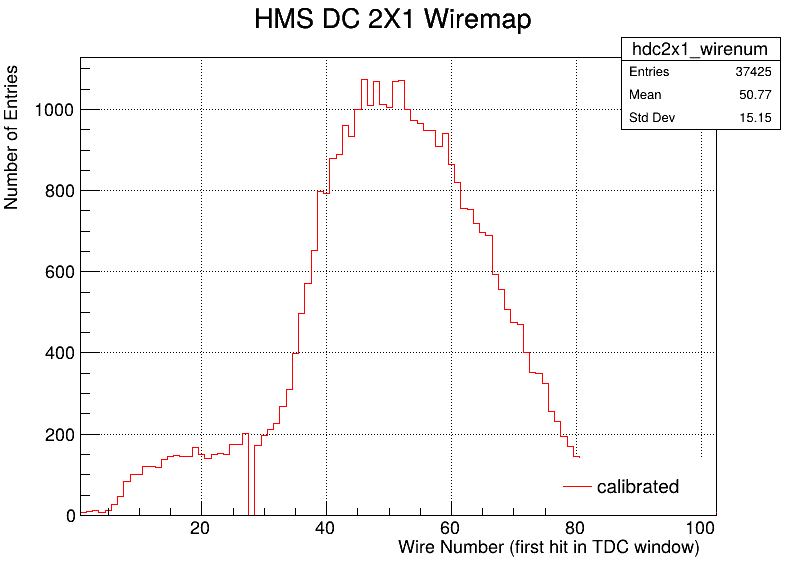 HMS DC 2X1 Wiremap
hdc2x1_wirenum
Entries 37425
Mean 50.77
Std Dev 15.15
Number of Entries
1000
800
600
400
200
0
calibrated
20 40 60 80 100
Wire Number (first hit in TDC window)